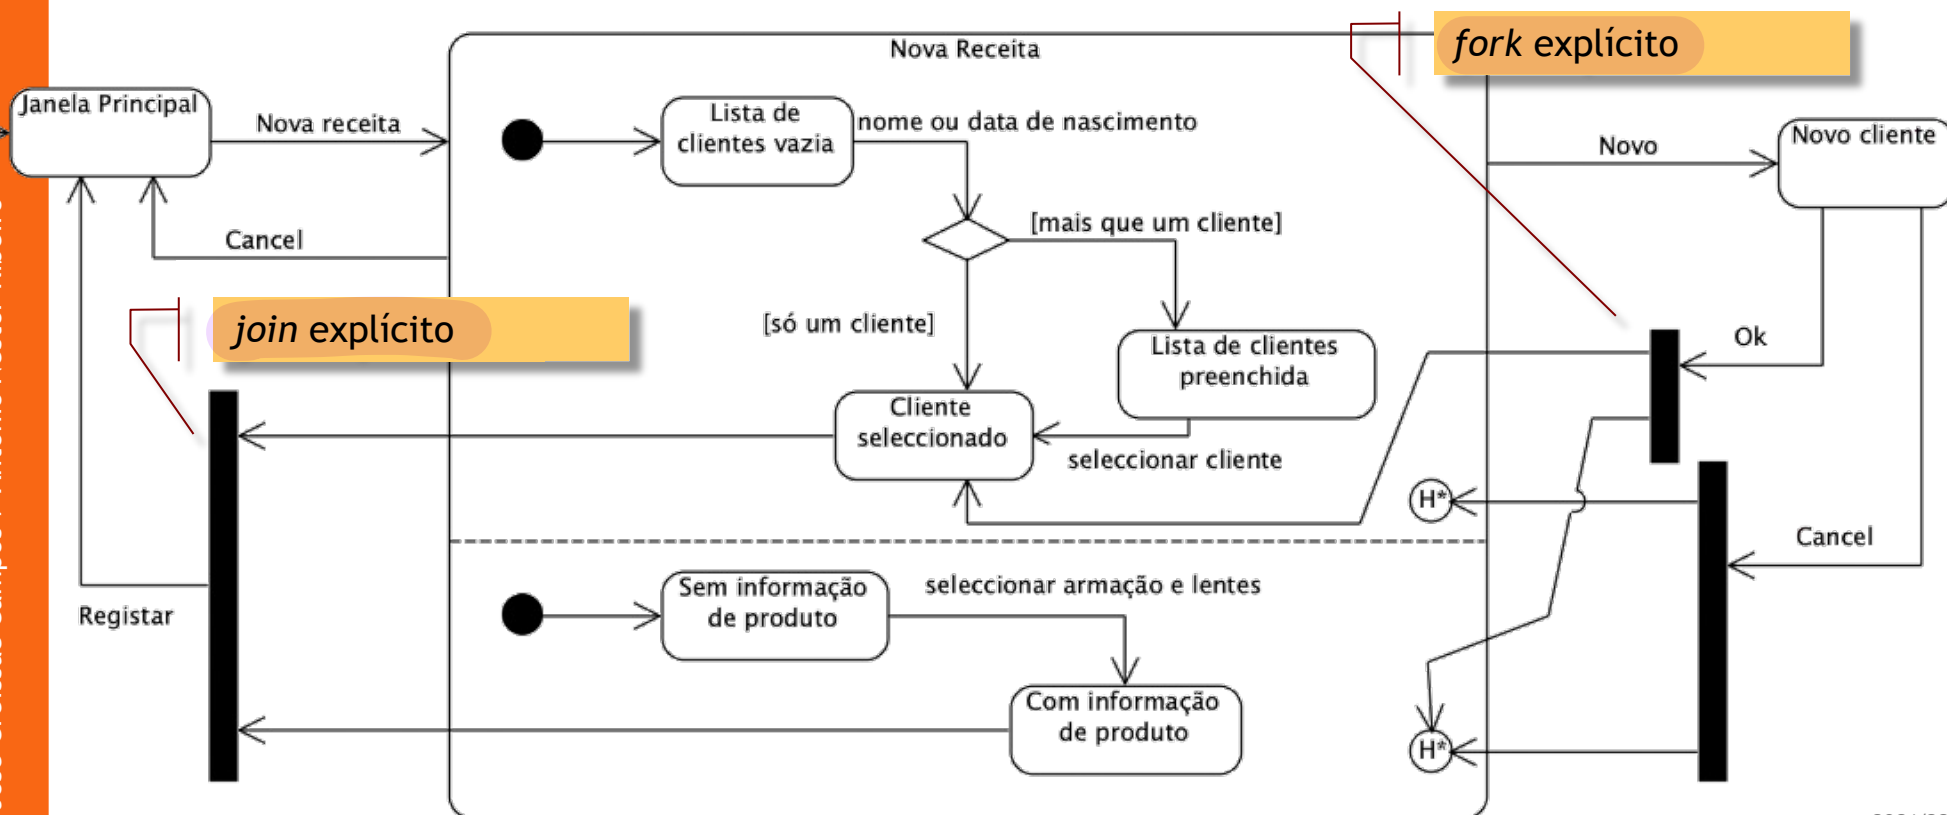 Nova Receita
fork explícito
Janela Principal
Nova receita
Lista de
clientes vazia
nome ou data de nascimento
Novo
Novo cliente
Cancel
[mais que um cliente]
join explícito
[só um cliente]
Lista de clientes
preenchida
Ok
Cliente
seleccionado
seleccionar cliente
H*
Cancel
Sem informação
de produto
seleccionar armação e lentes
Registar
Com informação
de produto
H*